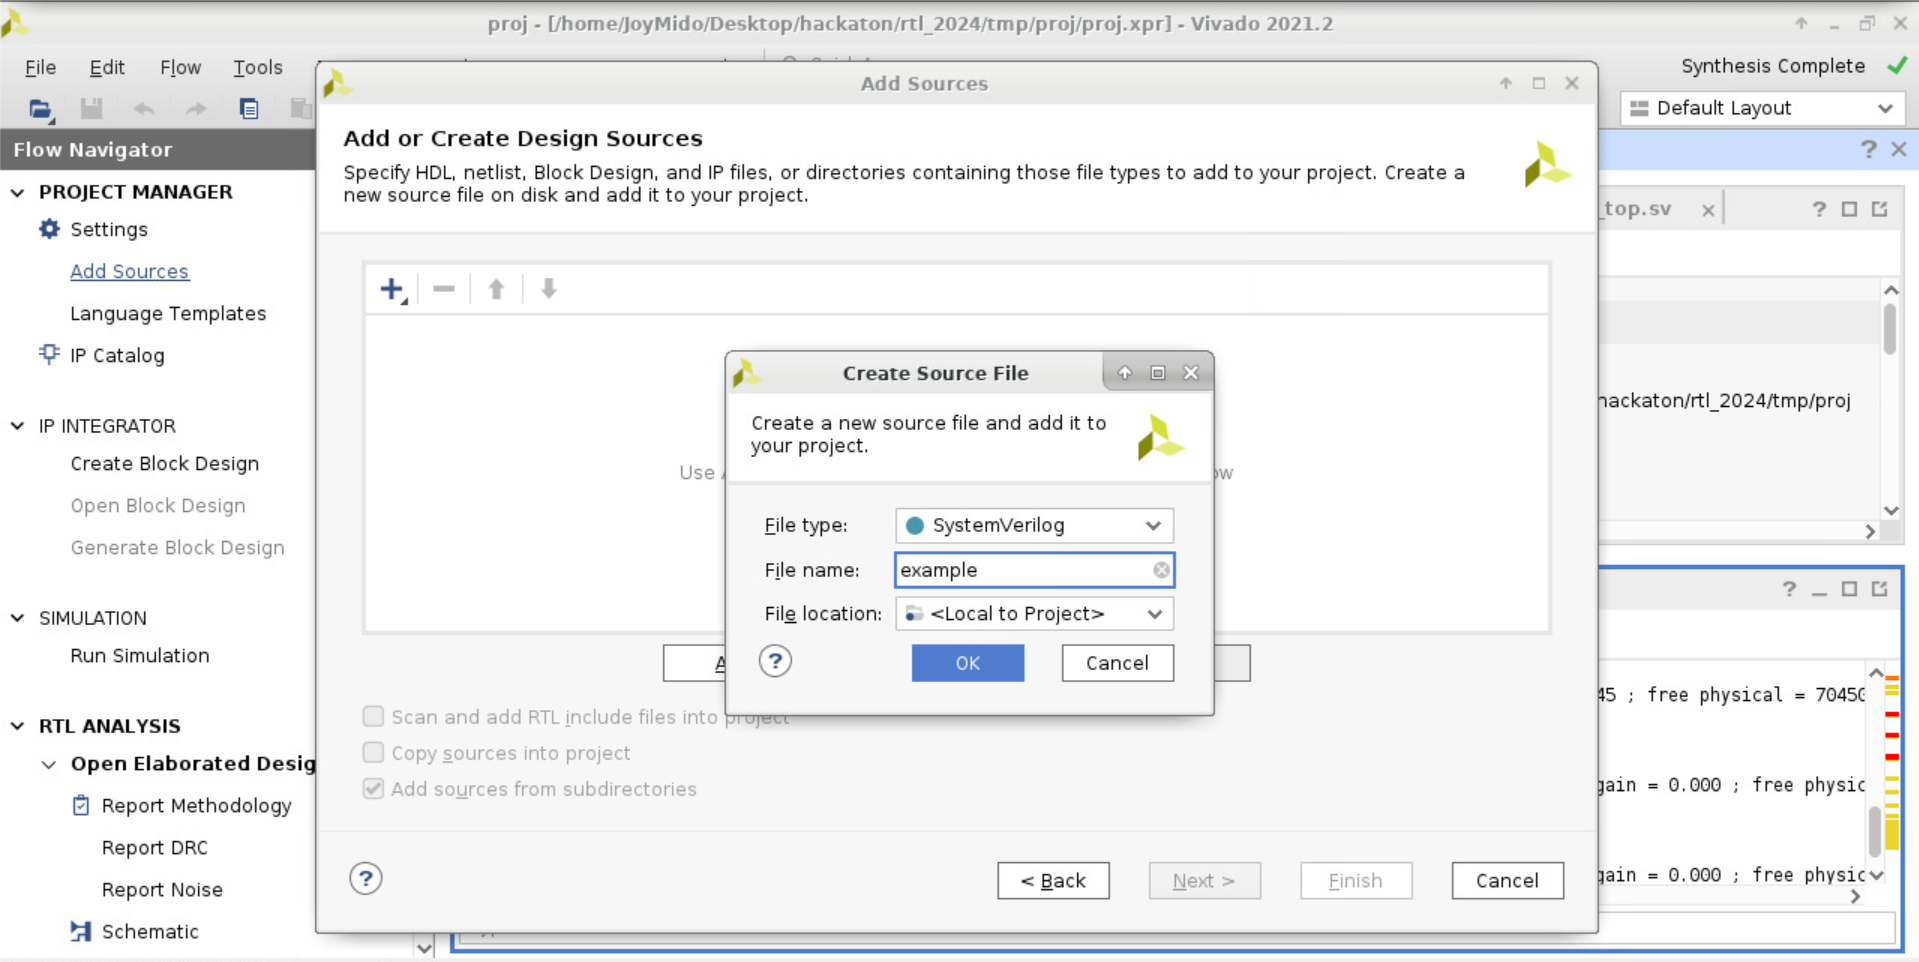 proj - [/home/JoyMido/Desktop/hackaton/rtl_2024/tmp/proj/proj.xpr] - Vivado 2021.2
File Edit Flow Tools
Synthesis Complete
Default Layout
Flow Navigator
PROJECT MANAGER
Settings
Add Sources
Language Templates
IP Catalog
IP INTEGRATOR
Create Block Design
Open Block Design
Generate Block Design
SIMULATION
Run Simulation
RTL ANALYSIS
Open Elaborated Desig
Report Methodology
Report DRC
Report Noise
Schematic
Add Sources
Add or Create Design Sources
Specify HDL, netlist, Block Design, and IP files, or directories containing those file types to add to your project. Create a
new source file on disk and add it to your project.
Use
Scan and add RTL include files into project
Copy sources into project
Add sources from subdirectories
?
< Back Next > Finish Cancel
Create Source File
Create a new source file and add it to
your project.
File type: SystemVerilog
File name: example
File location: <Local to Project>
? OK Cancel
? 
_top.sv
?
hackaton/rtl_2024/tmp/proj
?
45 ; free physical = 70450
gain = 0.000 ; free physic
gain = 0.000 ; free physic